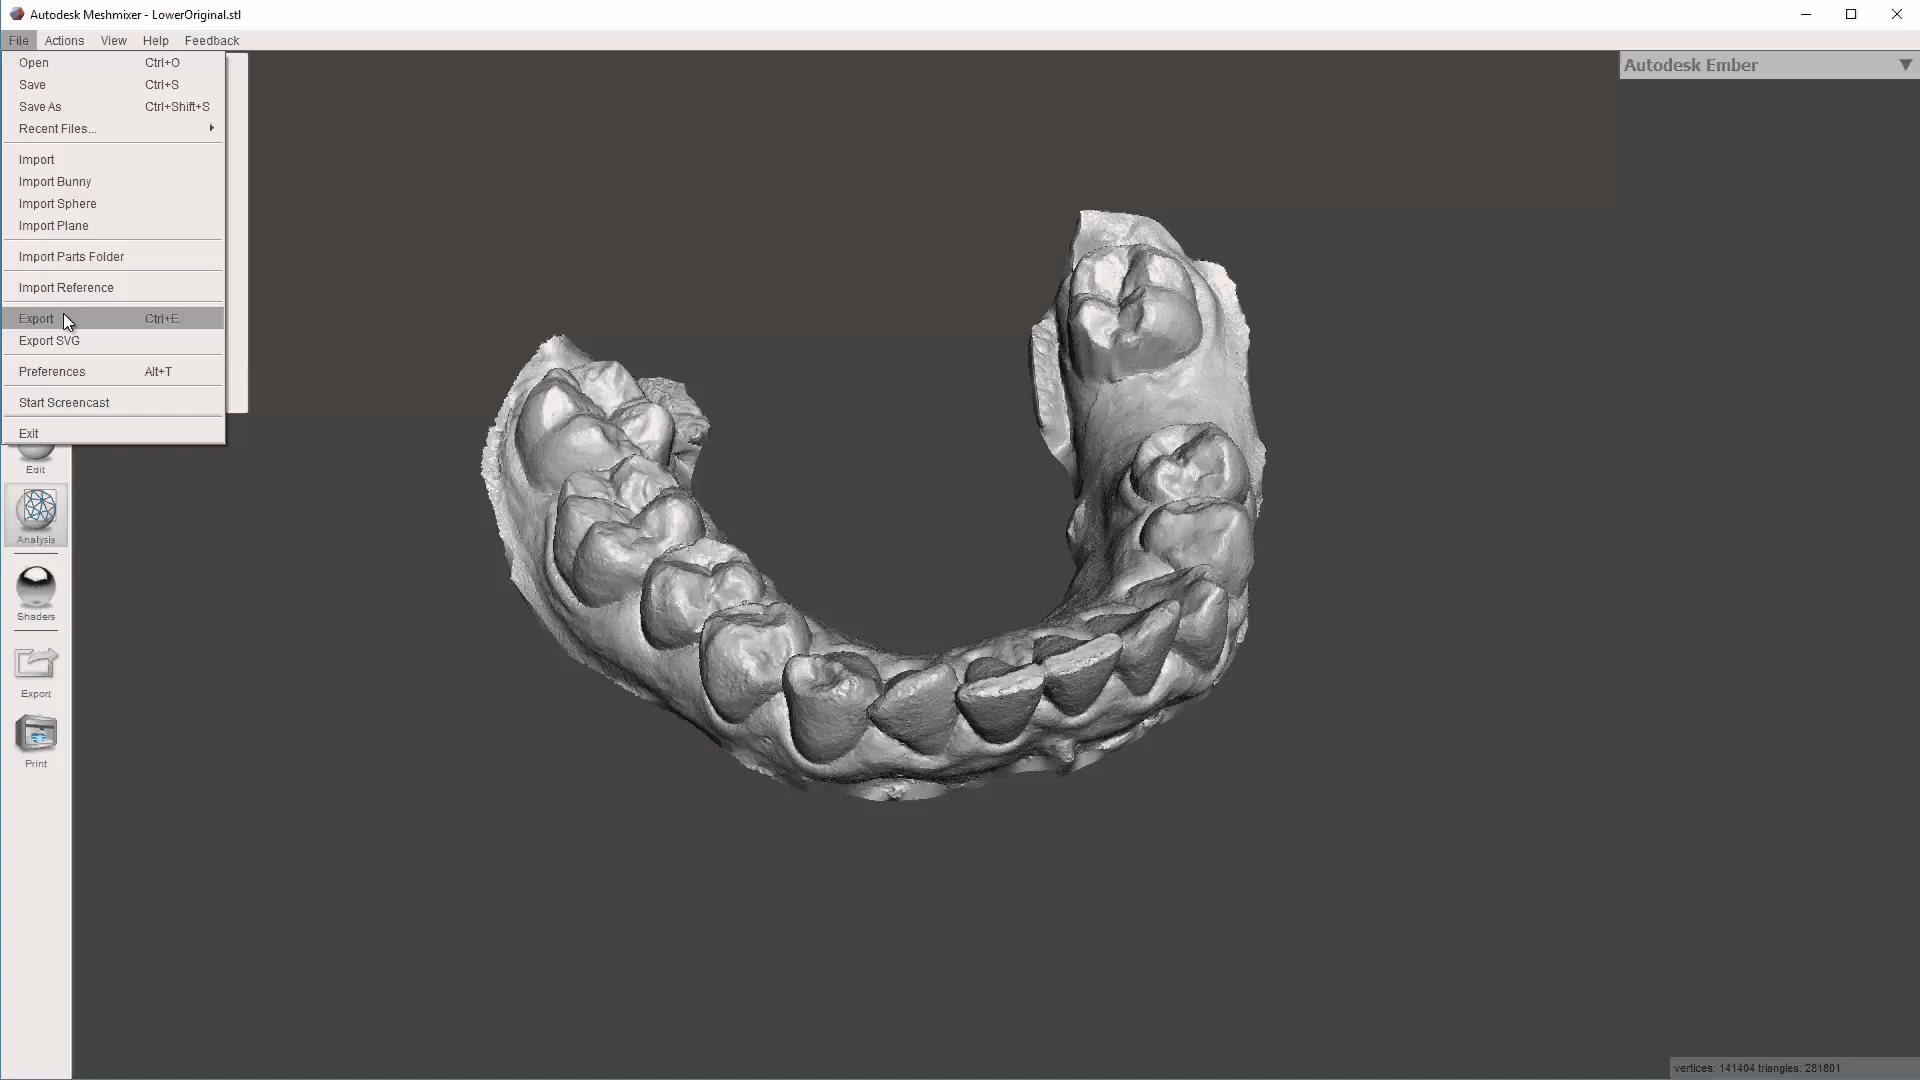 Autodesk Meshmixer - LowerOriginal.stl
File Actions View Help Feedback
Open Ctrl+O
Save Ctrl+S
Save As Ctrl+Shift+S
Recent Files...
Import
Import Bunny
Import Sphere
Import Plane
Import Parts Folder
Import Reference
Export Ctrl+E
Export SVG
Preferences Alt+T
Start Screencast
Exit
Edit
Analysis
Shaders
Export
Print
Autodesk Ember
vertices: 141404 triangles: 281801